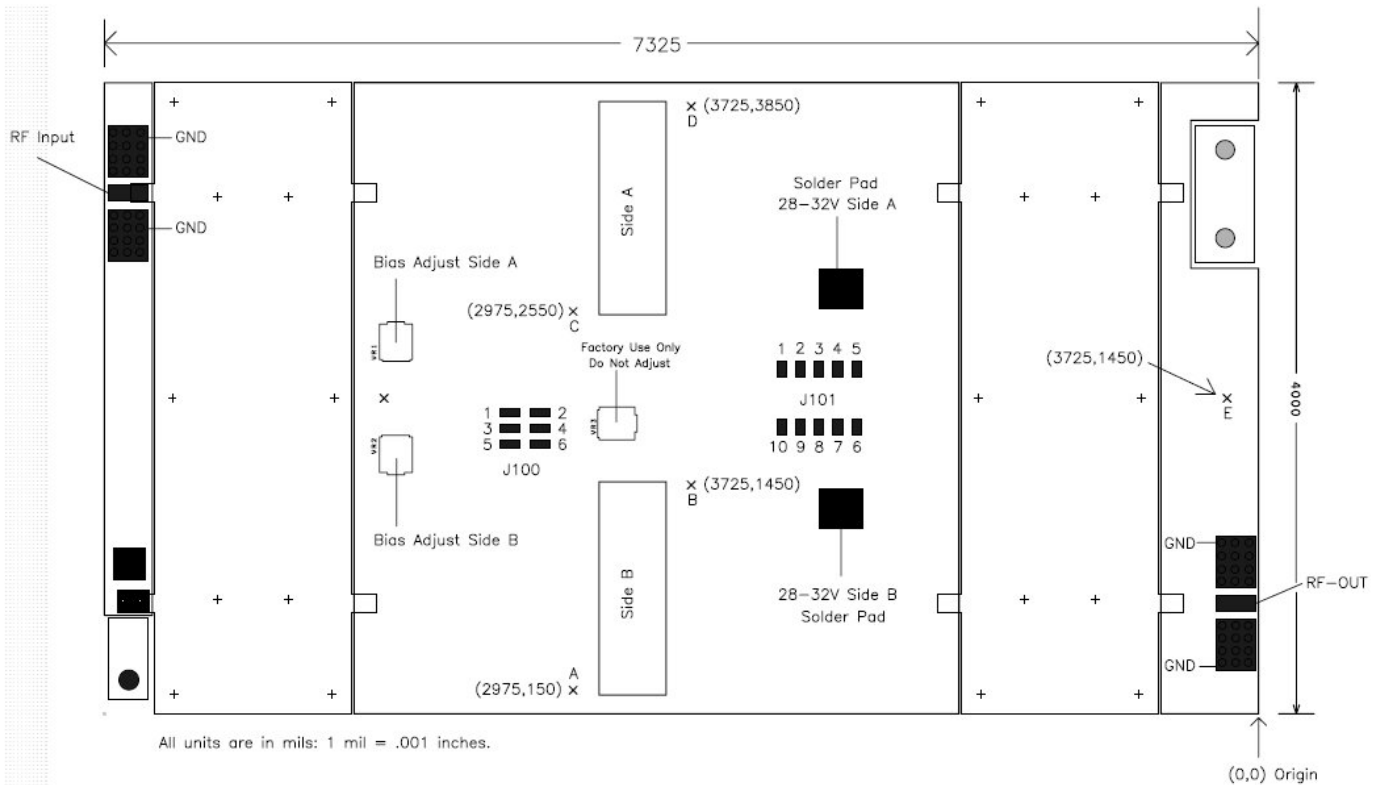 7325
(3725,3850)
D
RF Input
GND
GND
Side A
Solder Pad
28-32V Side A
Bias Adjust Side A
(2975,2550)
C
VR1
Factory Use Only
Do Not Adjust
1 2 3 4 5
J101
10 9 8 7 6
(3725,1450)
E
4000
1 2
3 4
5 6
J100
VR3
VR2
(3725,1450)
B
Bias Adjust Side B
Side B
28-32V Side B
Solder Pad
GND
RF-OUT
GND
A
(2975,150)
All units are in mils: 1 mil = .001 inches.
(0,0) Origin